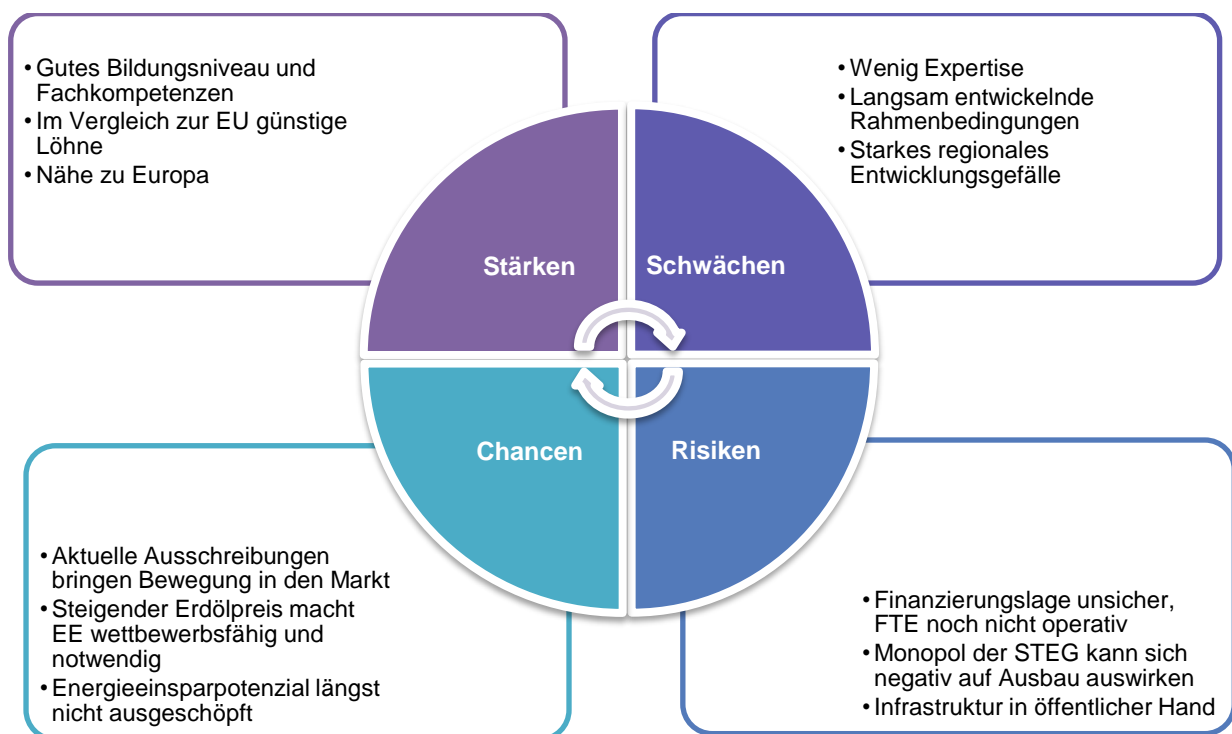 • Gutes Bildungsniveau und
Fachkompetenzen
• Im Vergleich zur EU günstige
Löhne
• Nähe zu Europa
• Wenig Expertise
• Langsam entwickelnde
Rahmenbedingungen
• Starkes regionales
Entwicklungsgefälle
Stärken
Schwächen
Chancen
Risiken
• Aktuelle Ausschreibungen
bringen Bewegung in den Markt
• Steigender Erdölpreis macht
EE wettbewerbsfähig und
notwendig
• Energieeinsparpotenzial längst
nicht ausgeschöpft
• Finanzierungslage unsicher,
FTE noch nicht operativ
• Monopol der STEG kann sich
negativ auf Ausbau auswirken
• Infrastruktur in öffentlicher Hand